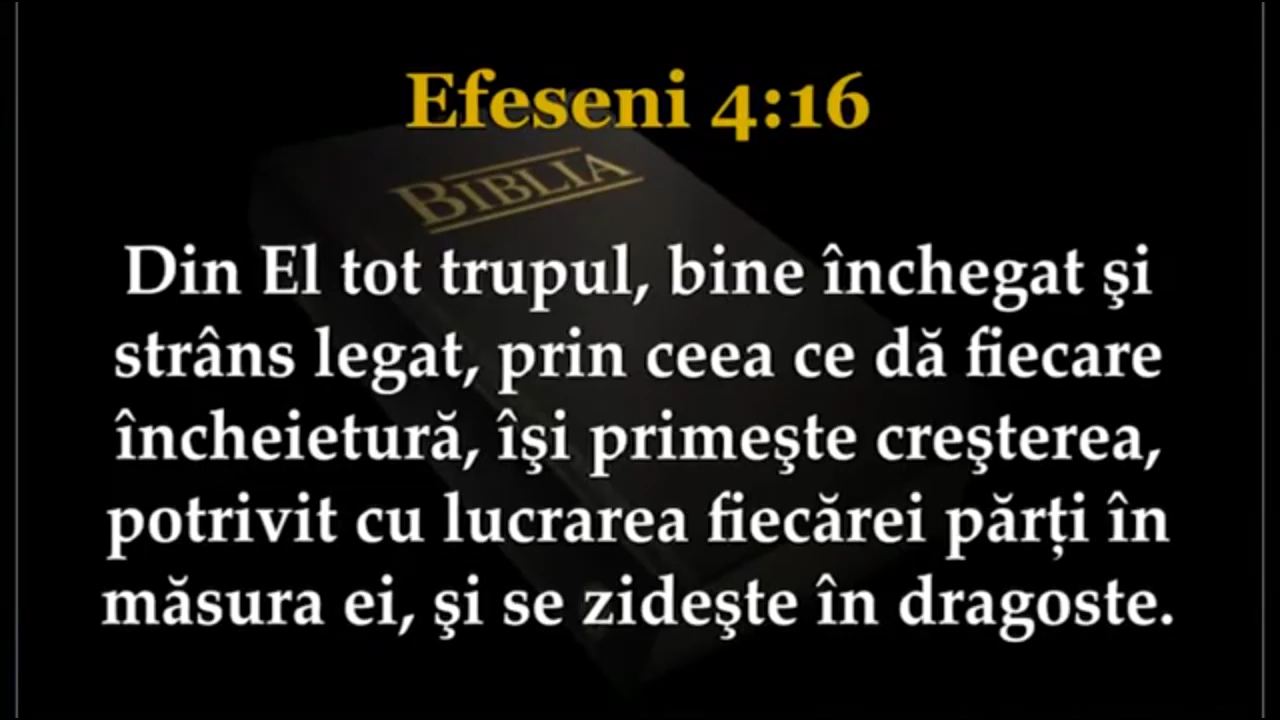 Efeseni 4:16
BIBLIA
Din El tot trupul, bine închegat şi
strâns legat, prin ceea ce dă fiecare
încheietură, îşi primeşte creşterea,
potrivit cu lucrarea fiecărei părți în
măsura ei, şi se zideşte în dragoste.